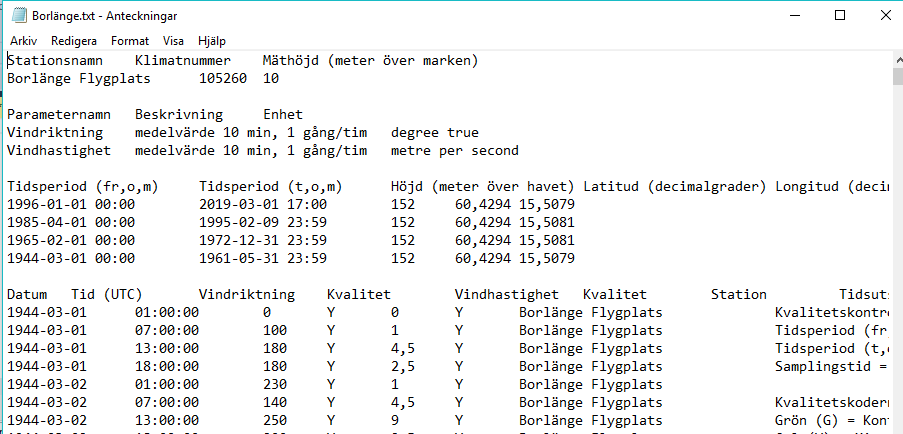 Borlänge.txt - Anteckningar
Arkiv Redigera Format Visa Hjälp
Stationsnamn Klimatnummer Mäthöjd (meter över marken)
Borlänge Flygplats 105260 10
Parameternamn Beskrivning Enhet
Vindriktning medelvärde 10 min, 1 gång/tim degree true
Vindhastighet medelvärde 10 min, 1 gång/tim metre per second
Tidsperiod (fr,o,m) Tidsperiod (t,o,m) Höjd (meter över havet) Latitud (decimalgrader) Longitud (deci
1996-01-01 00:00 2019-03-01 17:00 152 60,4294 15,5079
1985-04-01 00:00 1995-02-09 23:59 152 60,4294 15,5081
1965-02-01 00:00 1972-12-31 23:59 152 60,4294 15,5081
1944-03-01 00:00 1961-05-31 23:59 152 60,4294 15,5079
Datum Tid (UTC) Vindriktning Kvalitet Vindhastighet Kvalitet Station Tidsut
1944-03-01 01:00:00 0 Y 0 Y Borlänge Flygplats Kvalitetskontr
1944-03-01 07:00:00 100 Y 1 Y Borlänge Flygplats Tidsperiod (fr
1944-03-01 13:00:00 180 Y 4,5 Y Borlänge Flygplats Tidsperiod (t,
1944-03-01 18:00:00 180 Y 2,5 Y Borlänge Flygplats Samplingstid =
1944-03-02 01:00:00 230 Y 1 Y Borlänge Flygplats
1944-03-02 07:00:00 140 Y 4,5 Y Borlänge Flygplats Kvalitetskoder
1944-03-02 13:00:00 250 Y 9 Y Borlänge Flygplats Grön (G) = Kon